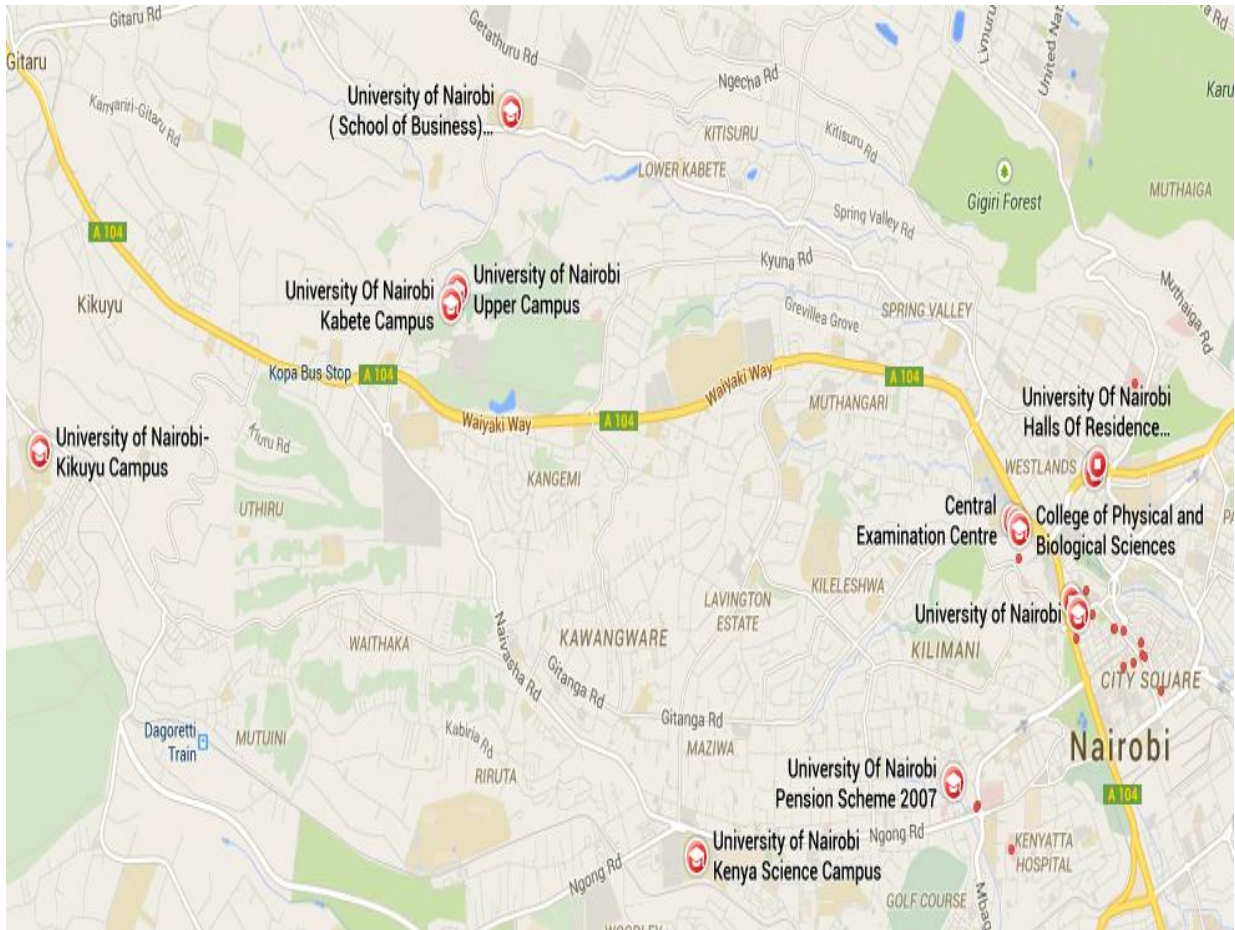 Gitaru Rd
Gitaru
Getathuru Rd
Ngecha Rd
United Nat
Karu
Kanyariri-Gitaru Rd
University of Nairobi
( School of Business)...
KITISURU
Kitisuru Rd
LOWER KABETE
Gigiri Forest
MUTHAIGA
Spring Valley Rd
A 104
Kyuna Rd
Kikuyu
University Of Nairobi
Kabete Campus
University of Nairobi
Upper Campus
Grevillea Grove
SPRING VALLEY
Muthaiga Rd
Kopa Bus Stop
A 104
A 104
Waiyaki Way
Waiyaki Way
A 104
MUTHANGARI
University Of Nairobi
Halls Of Residence...
University of Nairobi-
Kikuyu Campus
WESTLANDS
KANGEMI
UTHIRU
Central
Examination Centre
College of Physical and
Biological Sciences
KILELESHWA
LAVINGTON
ESTATE
University of Nairobi
WAITHAKA
Naivasha Rd
KAWANGWARE
KILIMANI
Gitanga Rd
CITY SQUARE
Gitanga Rd
Dagoretti
Train
MUTUINI
Kabiria Rd
RIRUTA
MAZIWA
Nairobi
University Of Nairobi
Pension Scheme 2007
A 104
Ngong Rd
University of Nairobi
Kenya Science Campus
KENYATTA
HOSPITAL
Ngong Rd
GOLF COURSE
Mbag